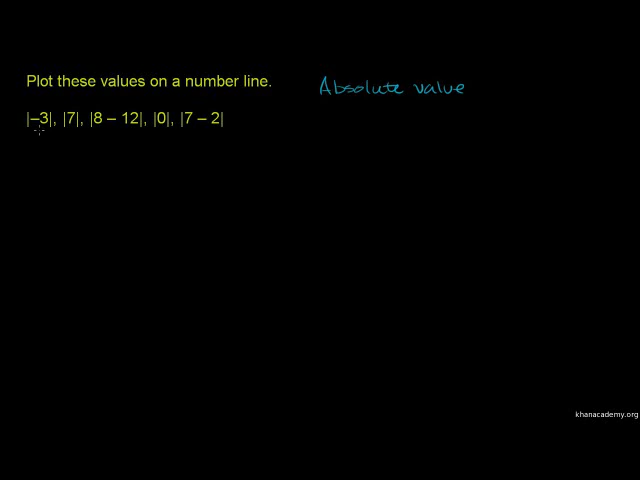 Plot these values on a number line.
Absolute value
|–3|, |7|, |8 – 12|, |0|, |7 – 2|
khanacademy.org